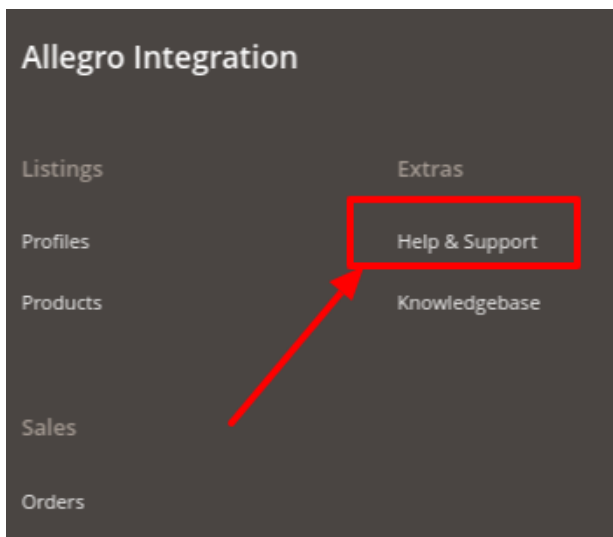 Allegro Integration
Listings
Profiles
Products
Sales
Orders
Extras
Help & Support
Knowledgebase